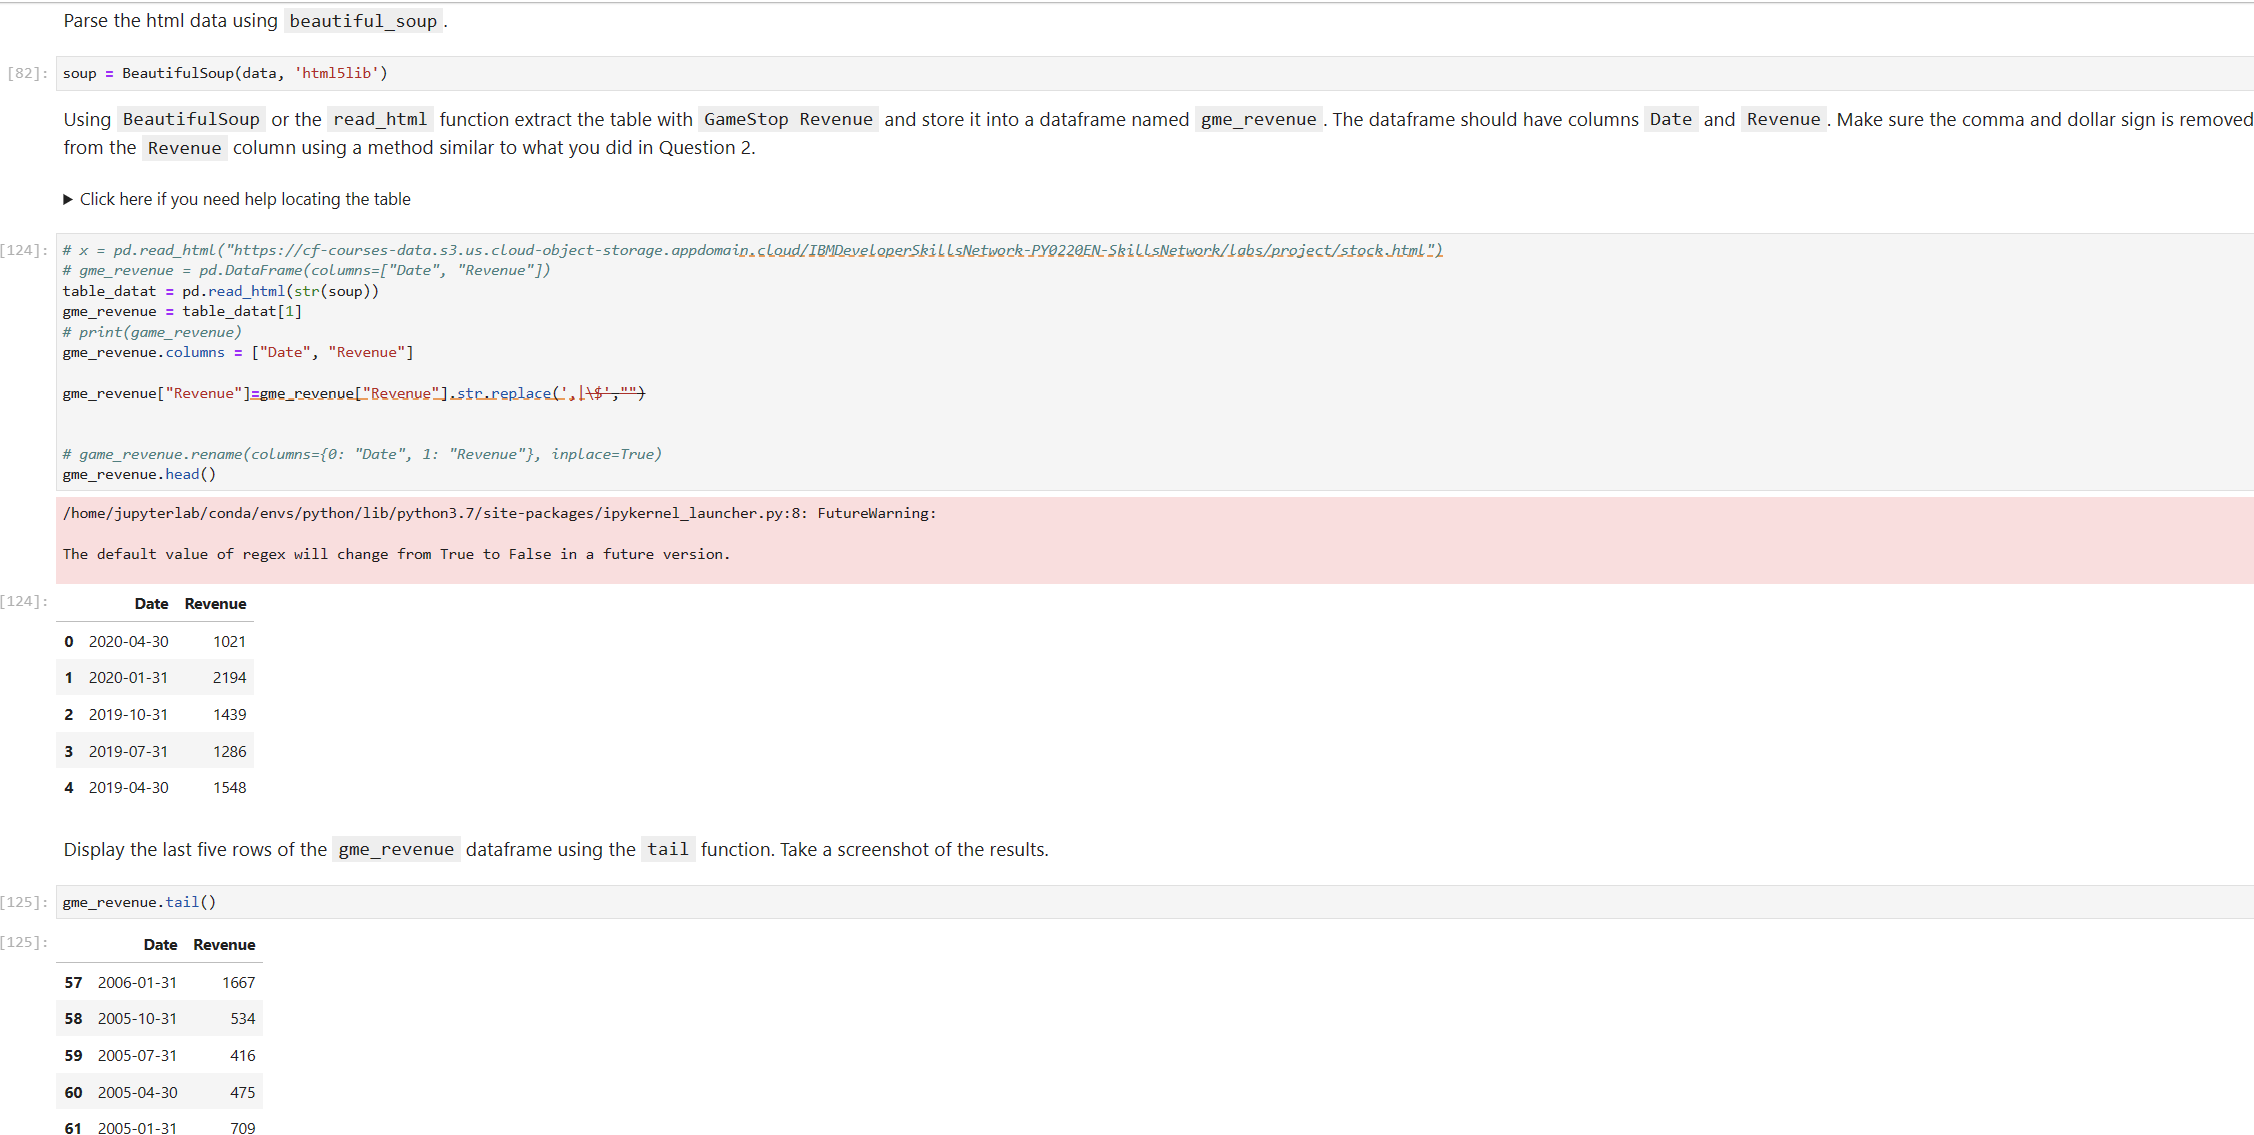 Parse the html data using beautiful_soup.
[82]: soup = BeautifulSoup(data, 'html5lib')
Using BeautifulSoup or the read_html function extract the table with GameStop Revenue and store it into a dataframe named gme_revenue. The dataframe should have columns Date and Revenue. Make sure the comma and dollar sign is removed
from the Revenue column using a method similar to what you did in Question 2.
▶ Click here if you need help locating the table
[124]: # x = pd.read_html("https://cf-courses-data.s3.us.cloud-object-storage.appdomain.cloud/IBMDeveloperSkillsNetwork-PY0220EN-SkillsNetwork/labs/project/stock.html")
# gme_revenue = pd.DataFrame(columns=["Date", "Revenue"])
table_datat = pd.read_html(str(soup))
gme_revenue = table_datat[1]
# print(game_revenue)
gme_revenue.columns = ["Date", "Revenue"]
gme_revenue["Revenue"]=gme_revenue["Revenue"].str.replace(',|\$',"")
# game_revenue.rename(columns={0: "Date", 1: "Revenue"}, inplace=True)
gme_revenue.head()
/home/jupyterlab/conda/envs/python/lib/python3.7/site-packages/ipykernel_launcher.py:8: FutureWarning:
The default value of regex will change from True to False in a future version.
[124]: Date Revenue
0 2020-04-30 1021
1 2020-01-31 2194
2 2019-10-31 1439
3 2019-07-31 1286
4 2019-04-30 1548
Display the last five rows of the gme_revenue dataframe using the tail function. Take a screenshot of the results.
[125]: gme_revenue.tail()
[125]: Date Revenue
57 2006-01-31 1667
58 2005-10-31 534
59 2005-07-31 416
60 2005-04-30 475
61 2005-01-31 709